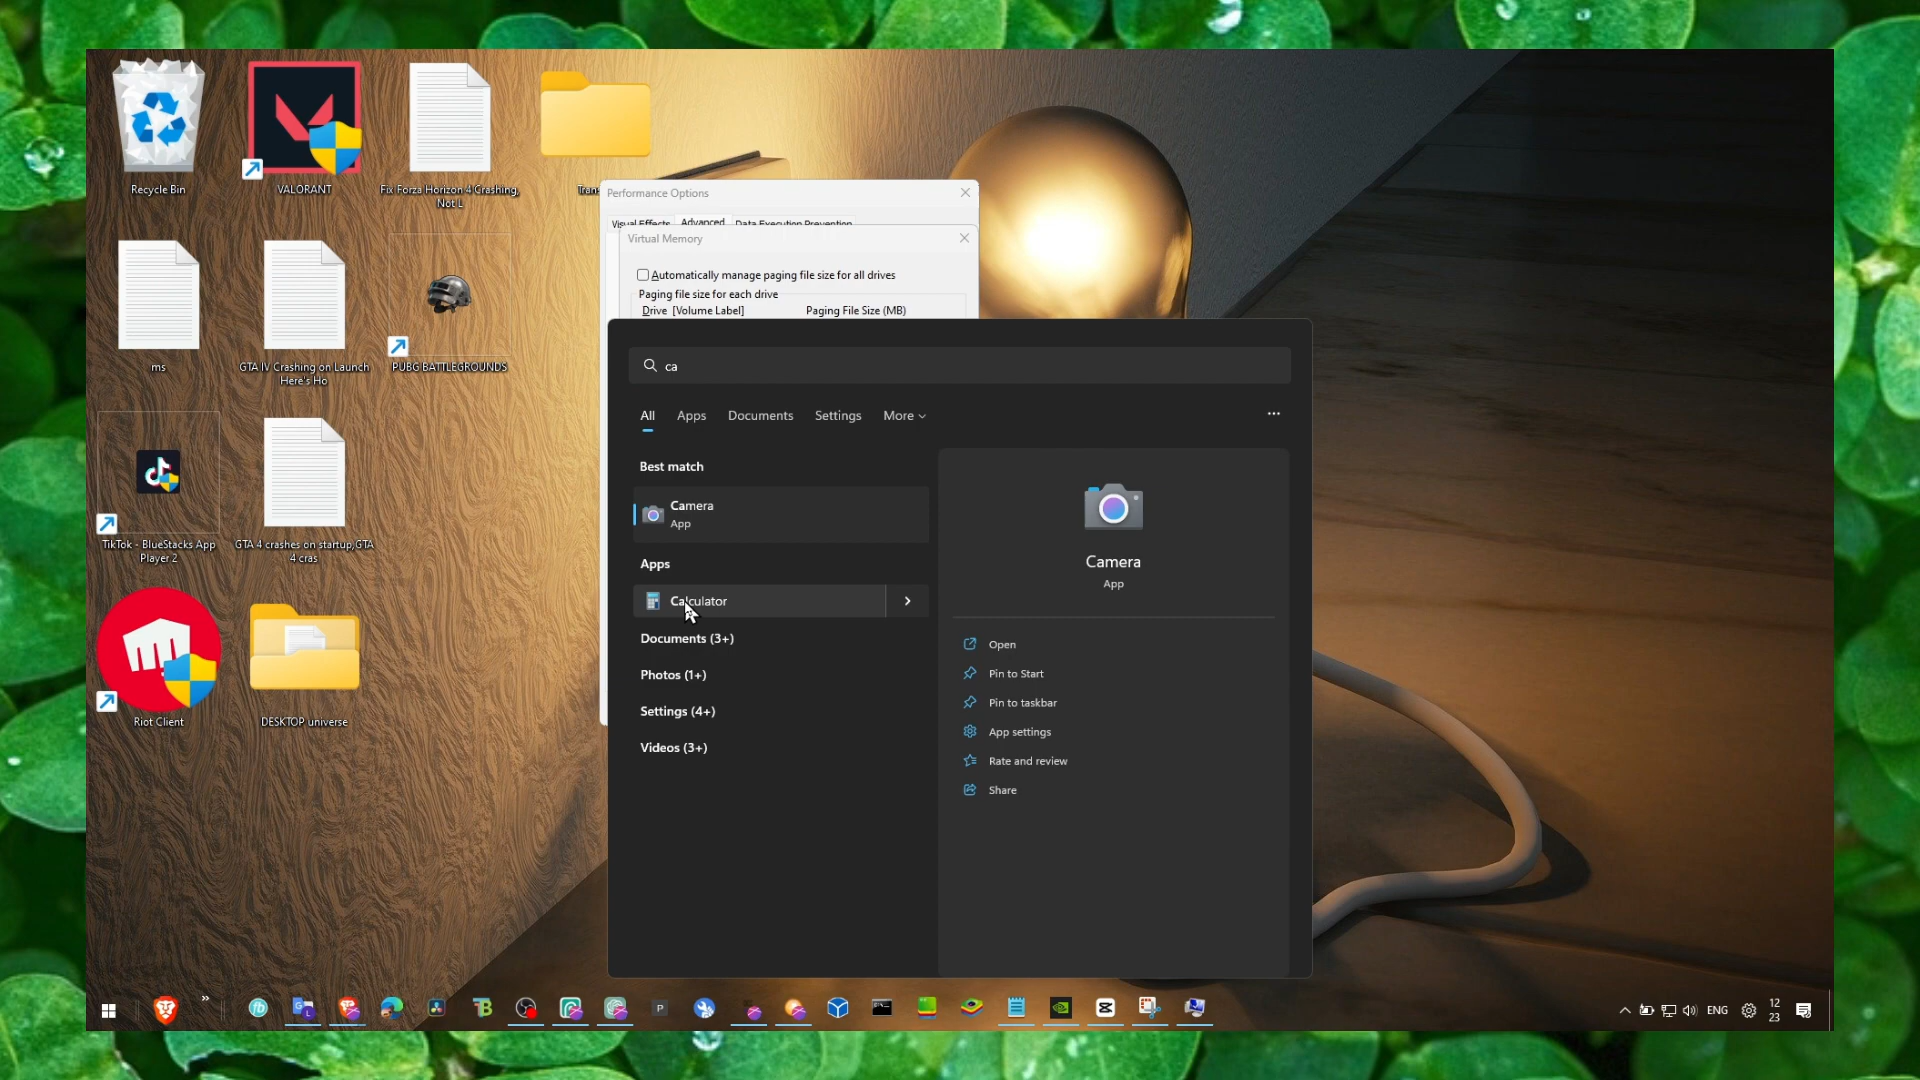 Recycle Bin
VALORANT
Fix Forza Horizon 4 Crashing,
Not L
Tran
ms
GTA IV Crashing on Launch
Here's Ho
PUBG BATTLEGROUNDS
TikTok - BlueStacks App
Player 2
GTA 4 crashes on startup,GTA
4 cras
Riot Client
DESKTOP universe
Performance Options
Visual Effects Advanced Data Execution Prevention
Virtual Memory
Automatically manage paging file size for all drives
Paging file size for each drive
Drive [Volume Label] Paging File Size (MB)
ca
All Apps Documents Settings More
Best match
Camera
App
Apps
Calculator
Documents (3+)
Photos (1+)
Settings (4+)
Videos (3+)
Camera
App
Open
Pin to Start
Pin to taskbar
App settings
Rate and review
Share
ENG
12
23